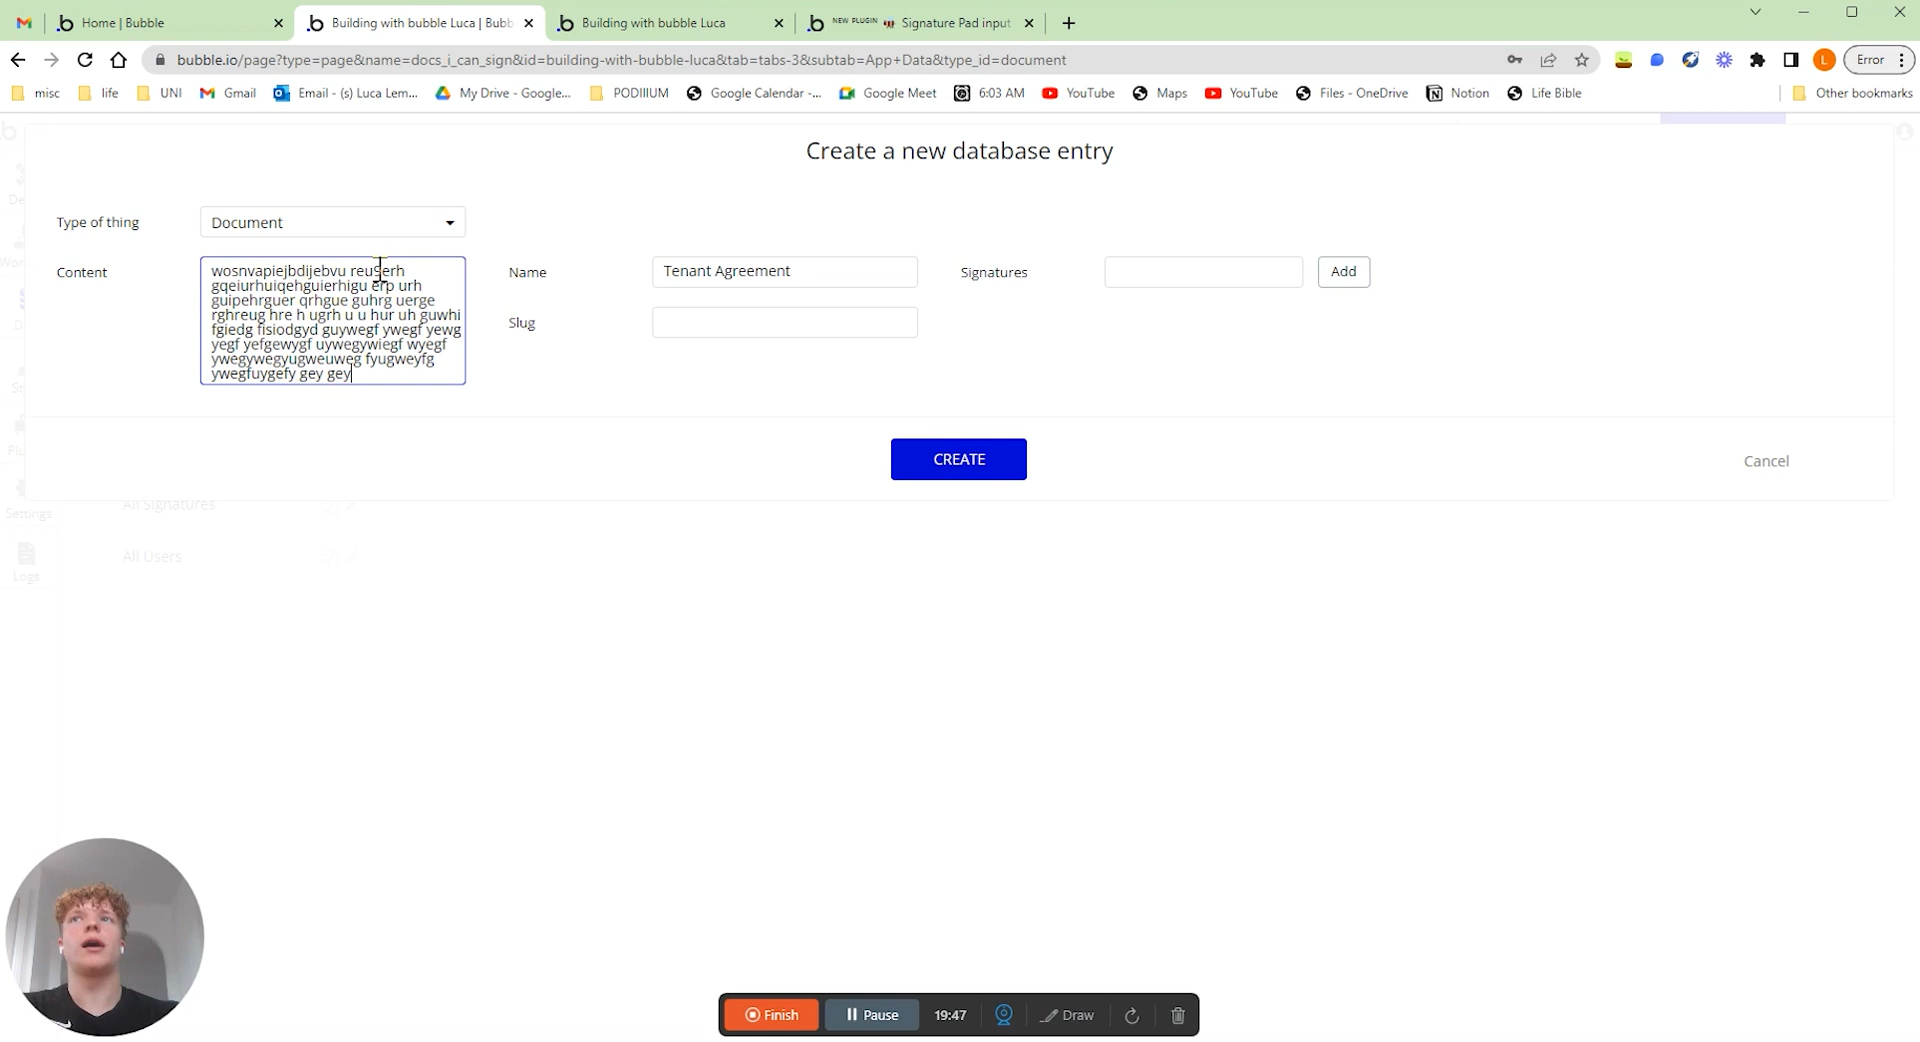 Home | Bubble
Building with bubble Luca | Bubb
Building with bubble Luca
NEW PLUGIN Signature Pad input
bubble.io/page?type=page&name=docs_i_can_sign&id=building-with-bubble-luca&tab=tabs-3&subtab=App+Data&type_id=document
L
Error
misc
life
UNI
Gmail
Email - (s) Luca Lem...
My Drive - Google...
PODIIIUM
Google Calendar -...
Google Meet
6:03 AM
YouTube
Maps
YouTube
Files - OneDrive
Notion
Life Bible
Other bookmarks
Create a new database entry
Type of thing
Document
Content
wosnvapiejbdijebvu
gqeiurhuiqehguierhigu erp urh
guipehrguer qrhgue guhrg uerge
rghreug hre h ugrh u u hur uh guwhi
fgiedg fisiodgyd guywegf ywegf yewg
yegf yefgewygf uywegywiegf wyegf
ywegywegyugweuweg fyugweyfg
ywegfuygefy gey gey
Name
Tenant Agreement
Signatures
Add
Slug
CREATE
Cancel
All Signatures
Settings
All Users
Logs
Finish
Pause
19:47
Draw